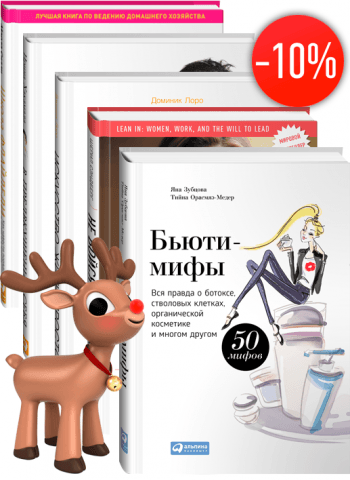 ЛУЧШАЯ КНИГА ПО ВЕДЕНИЮ ДОМАШНЕГО ХОЗЯЙСТВА
–10%
Доминик Лоро
LEAN IN: WOMEN, WORK, AND THE WILL TO LEAD
МИРОВОЙ
Яна Зубцова
Тийна Орасмяэ-Медер
Бьюти-
мифы
Вся правда о ботоксе,
стволовых клетках,
органической
косметике
и многом другом
50
мифов
альпина